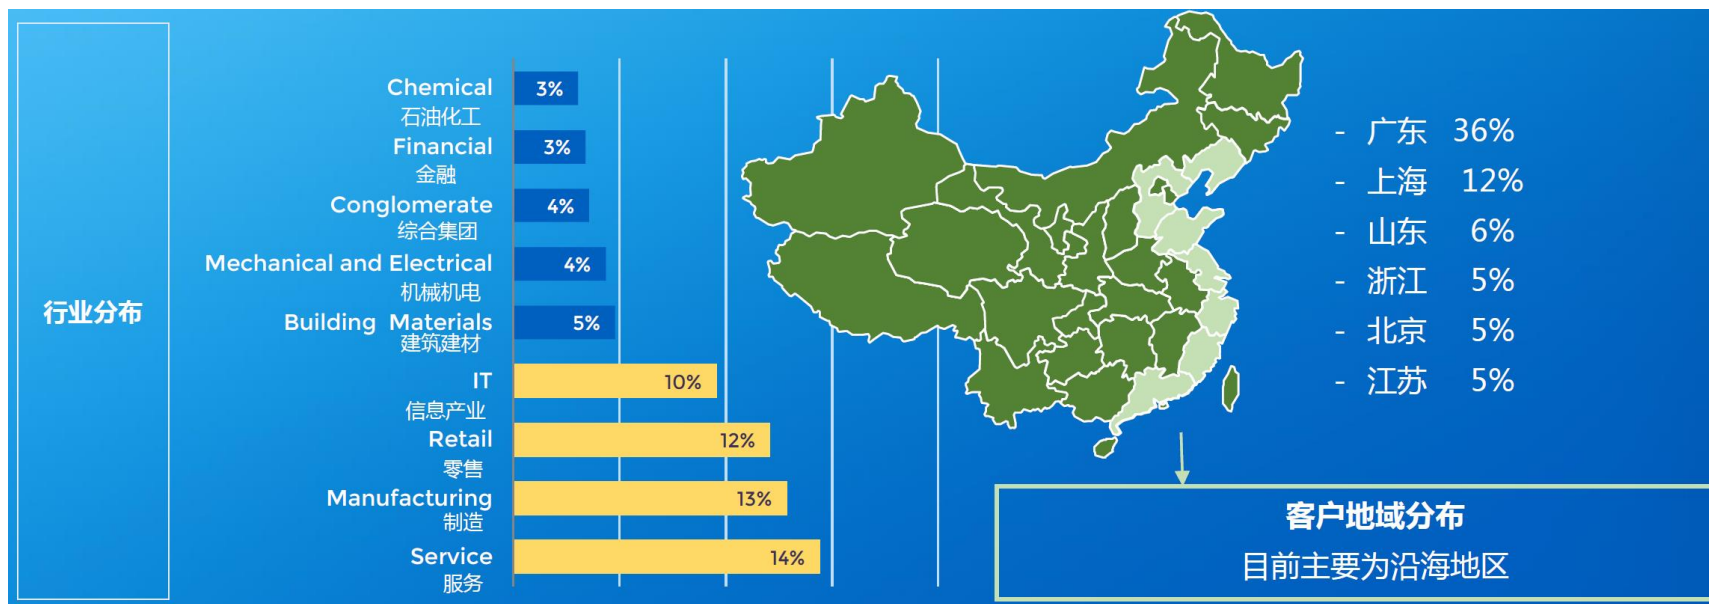 行业分布
Chemical
石油化工
3%
Financial
金融
3%
Conglomerate
综合集团
4%
Mechanical and Electrical
机械机电
4%
Building Materials
建筑建材
5%
IT
信息产业
10%
Retail
零售
12%
Manufacturing
制造
13%
Service
服务
14%
- 广东 36%
- 上海 12%
- 山东 6%
- 浙江 5%
- 北京 5%
- 江苏 5%
客户地域分布
目前主要为沿海地区